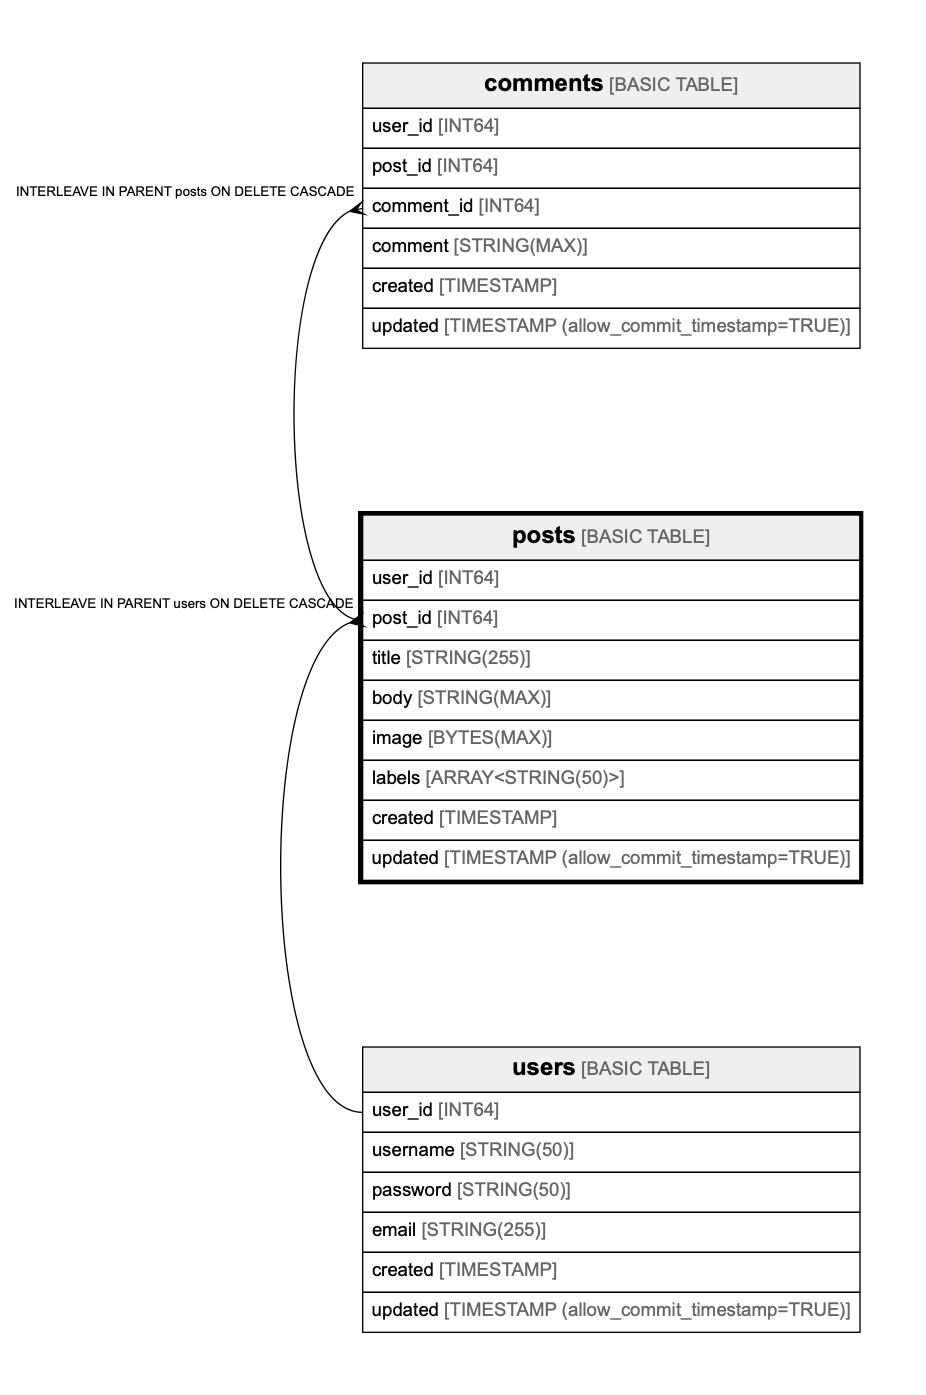 comments [BASIC TABLE]
user_id [INT64]
post_id [INT64]
INTERLEAVE IN PARENT posts ON DELETE CASCADE
comment_id [INT64]
comment [STRING(MAX)]
created [TIMESTAMP]
updated [TIMESTAMP (allow_commit_timestamp=TRUE)]
posts [BASIC TABLE]
user_id [INT64]
INTERLEAVE IN PARENT users ON DELETE CASCADE
post_id [INT64]
title [STRING(255)]
body [STRING(MAX)]
image [BYTES(MAX)]
labels [ARRAY<STRING(50)>]
created [TIMESTAMP]
updated [TIMESTAMP (allow_commit_timestamp=TRUE)]
users [BASIC TABLE]
user_id [INT64]
username [STRING(50)]
password [STRING(50)]
email [STRING(255)]
created [TIMESTAMP]
updated [TIMESTAMP (allow_commit_timestamp=TRUE)]